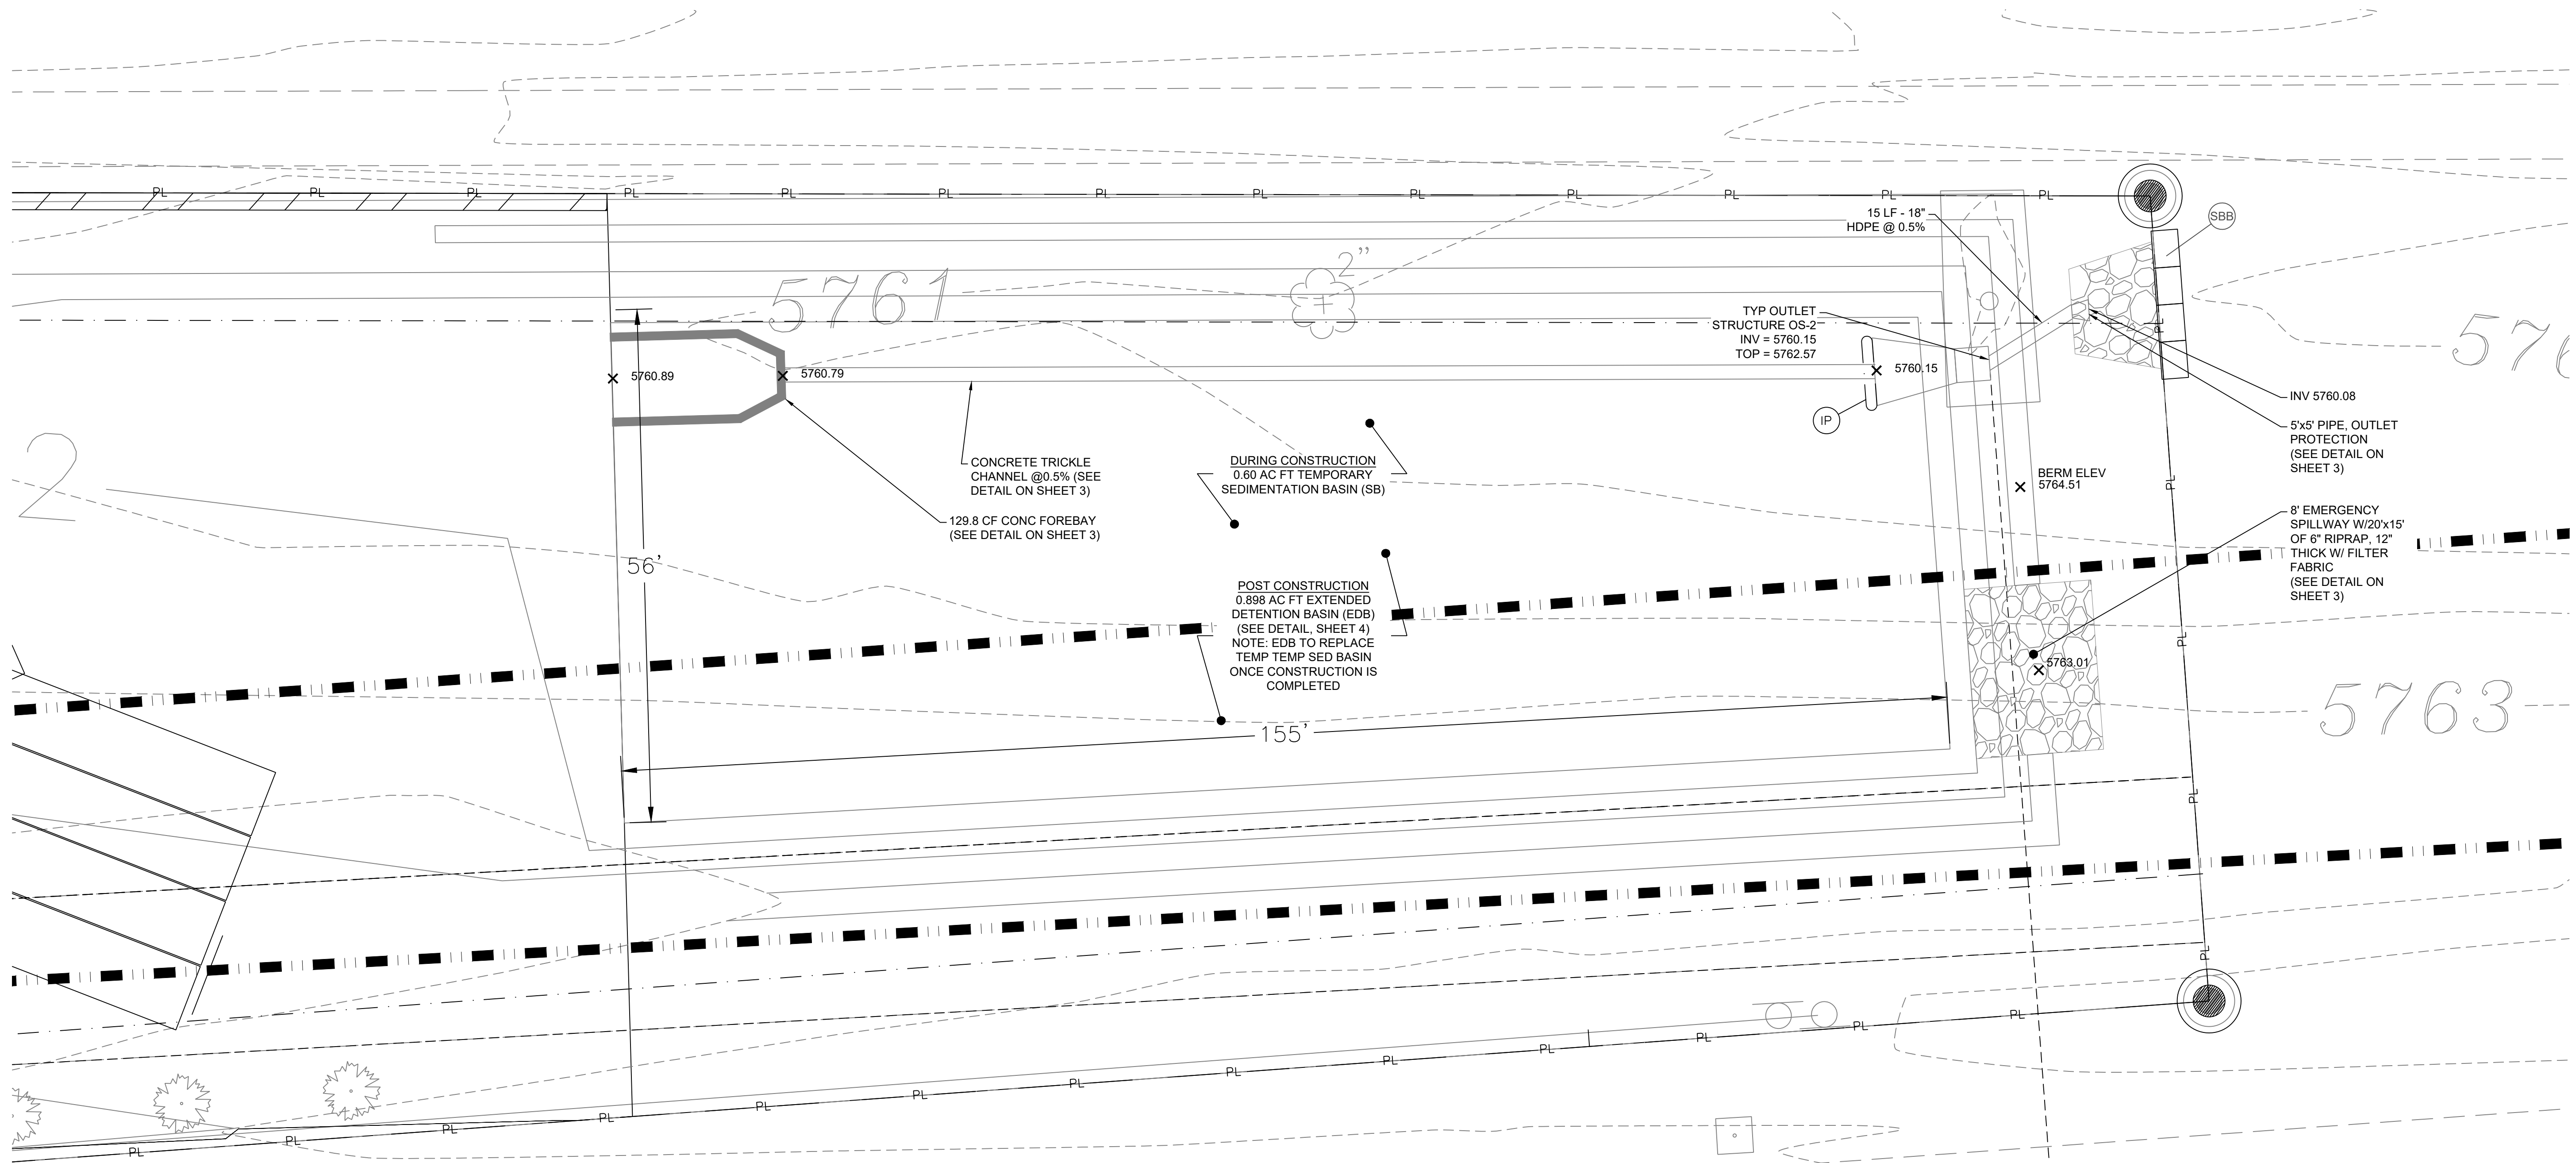 PL PL PL PL PL PL PL PL PL PL PL PL PL
15 LF - 18"
HDPE @ 0.5%
SBB
2"
5761
TYP OUTLET
STRUCTURE OS-2
INV = 5760.15
TOP = 5762.57
PL
5760.89
5760.79
5760.15
IP
INV 5760.08
5'x5' PIPE, OUTLET
PROTECTION
(SEE DETAIL ON
SHEET 3)
2
CONCRETE TRICKLE
CHANNEL @0.5% (SEE
DETAIL ON SHEET 3)
129.8 CF CONC FOREBAY
(SEE DETAIL ON SHEET 3)
DURING CONSTRUCTION
0.60 AC FT TEMPORARY
SEDIMENTATION BASIN (SB)
BERM ELEV
5764.51
PL
8' EMERGENCY
SPILLWAY W/20'x15'
OF 6" RIPRAP, 12"
THICK W/ FILTER
FABRIC
(SEE DETAIL ON
SHEET 3)
56'
POST CONSTRUCTION
0.898 AC FT EXTENDED
DETENTION BASIN (EDB)
(SEE DETAIL, SHEET 4)
NOTE: EDB TO REPLACE
TEMP TEMP SED BASIN
ONCE CONSTRUCTION IS
COMPLETED
PL
5763.01
5763
155'
PL
PL
PL PL PL PL PL PL PL PL PL PL PL PL PL